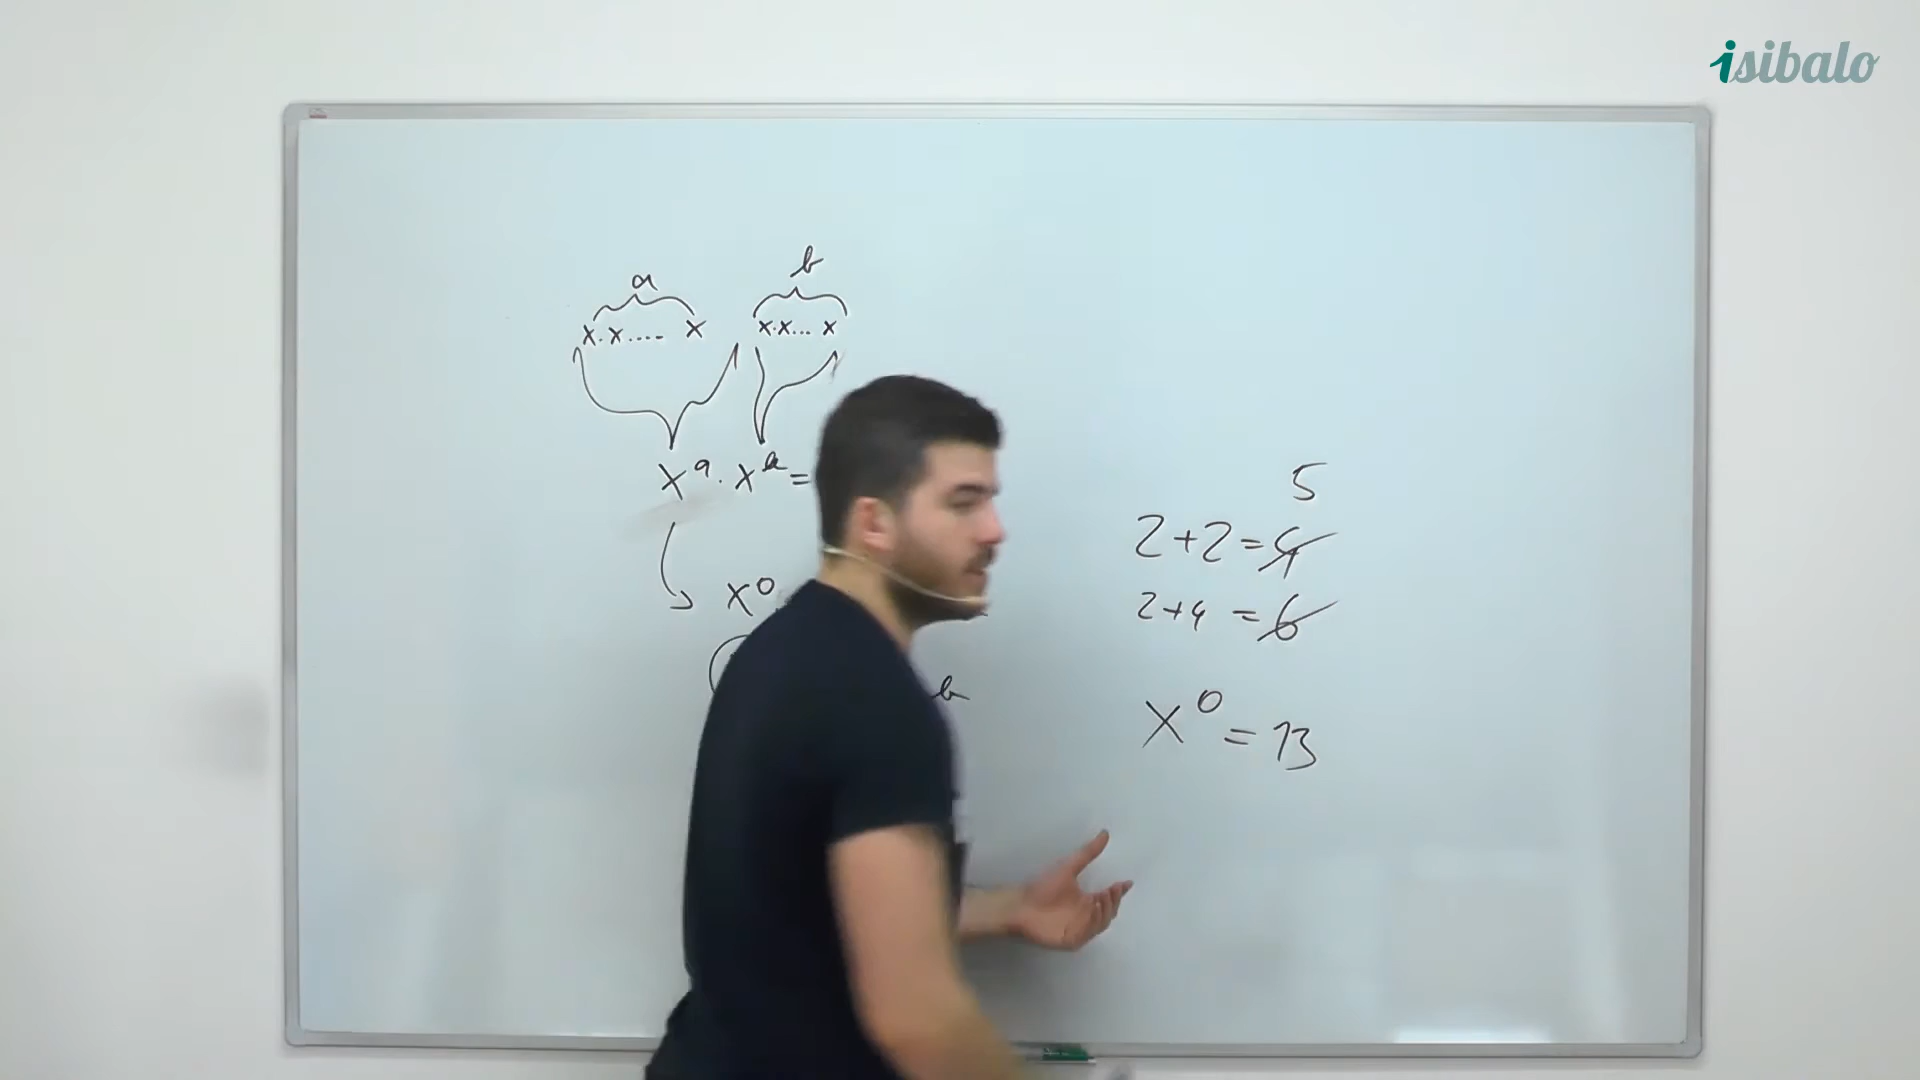 isibalo
a b
x·x.... x x·x... x
xᵃ · xᵇ =
x⁰
b
5
2+2=4
2+4 =6
x⁰ = 13